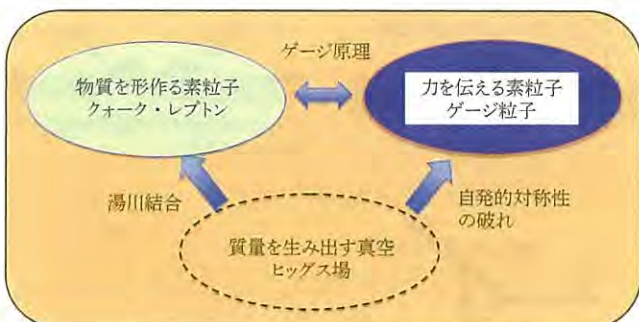 ゲージ原理
物質を形作る素粒子
クォーク・レプトン
力を伝える素粒子
ゲージ粒子
湯川結合
自発的対称性
の破れ
質量を生み出す真空
ヒッグス場